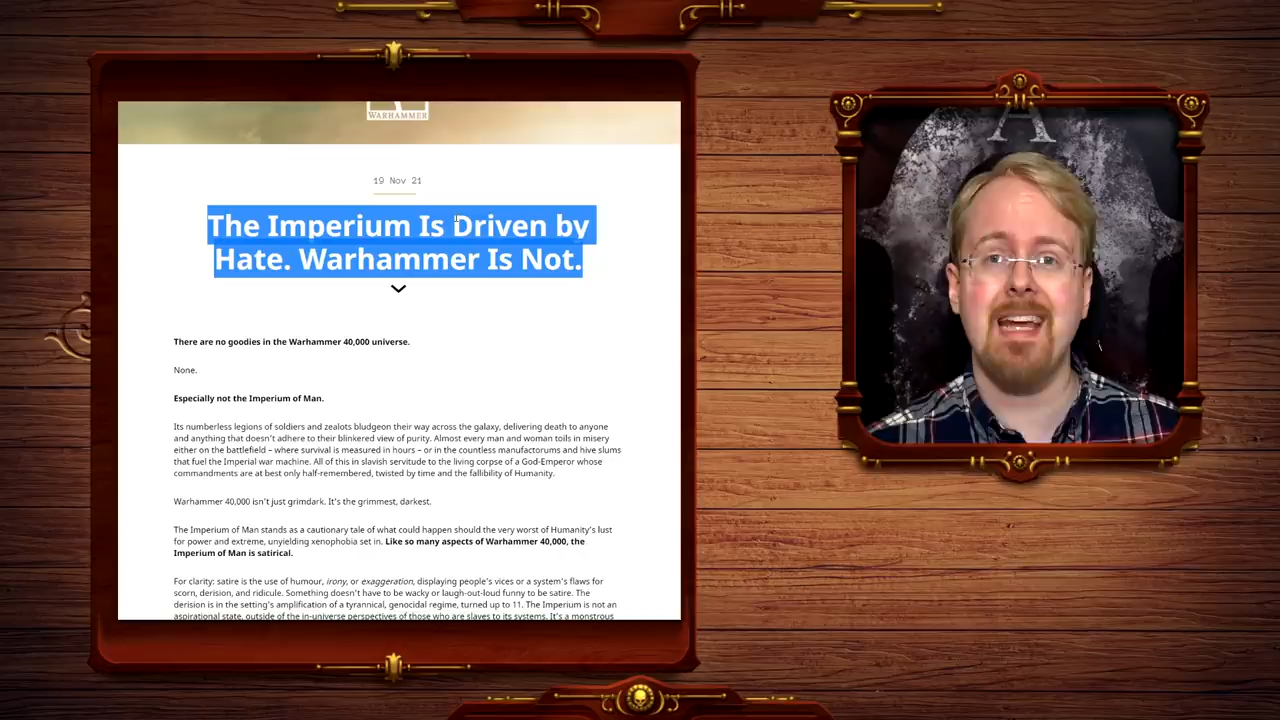 WARHAMMER
19 Nov 21
The Imperium Is Driven by
Hate. Warhammer Is Not.
There are no goodies in the Warhammer 40,000 universe.
None.
Especially not the Imperium of Man.
Its numberless legions of soldiers and zealots bludgeon their way across the galaxy, delivering death to anyone
and anything that doesn't adhere to their blinkered view of purity. Almost every man and woman toils in misery
either on the battlefield – where survival is measured in hours – or in the countless manufactorums and hive slums
that fuel the Imperial war machine. All of this in slavish servitude to the living corpse of a God-Emperor whose
commandments are at best only half-remembered, twisted by time and the fallibility of Humanity.
Warhammer 40,000 isn't just grimdark. It's the grimmest, darkest.
The Imperium of Man stands as a cautionary tale of what could happen should the very worst of Humanity's lust
for power and extreme, unyielding xenophobia set in. Like so many aspects of Warhammer 40,000, the
Imperium of Man is satirical.
For clarity: satire is the use of humour, irony, or exaggeration, displaying people's vices or a system's flaws for
scorn, derision, and ridicule. Something doesn't have to be wacky or laugh-out-loud funny to be satire. The
derision is in the setting's amplification of a tyrannical, genocidal regime, turned up to 11. The Imperium is not an
aspirational state, outside of the in-universe perspectives of those who are slaves to its systems. It's a monstrous
A